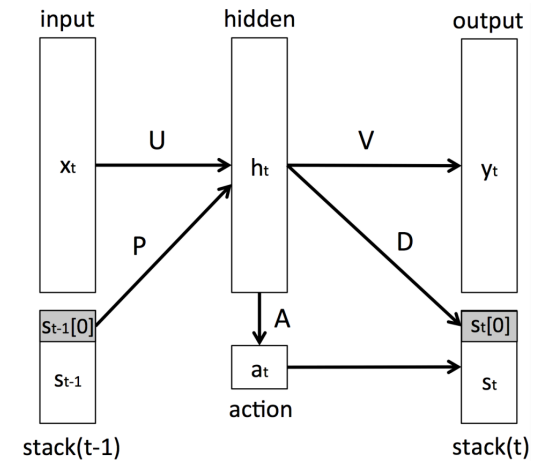 input hidden output
U V
xt ht yt
P D
st-1[0] st[0]
A
st-1 at st
action
stack(t-1) stack(t)